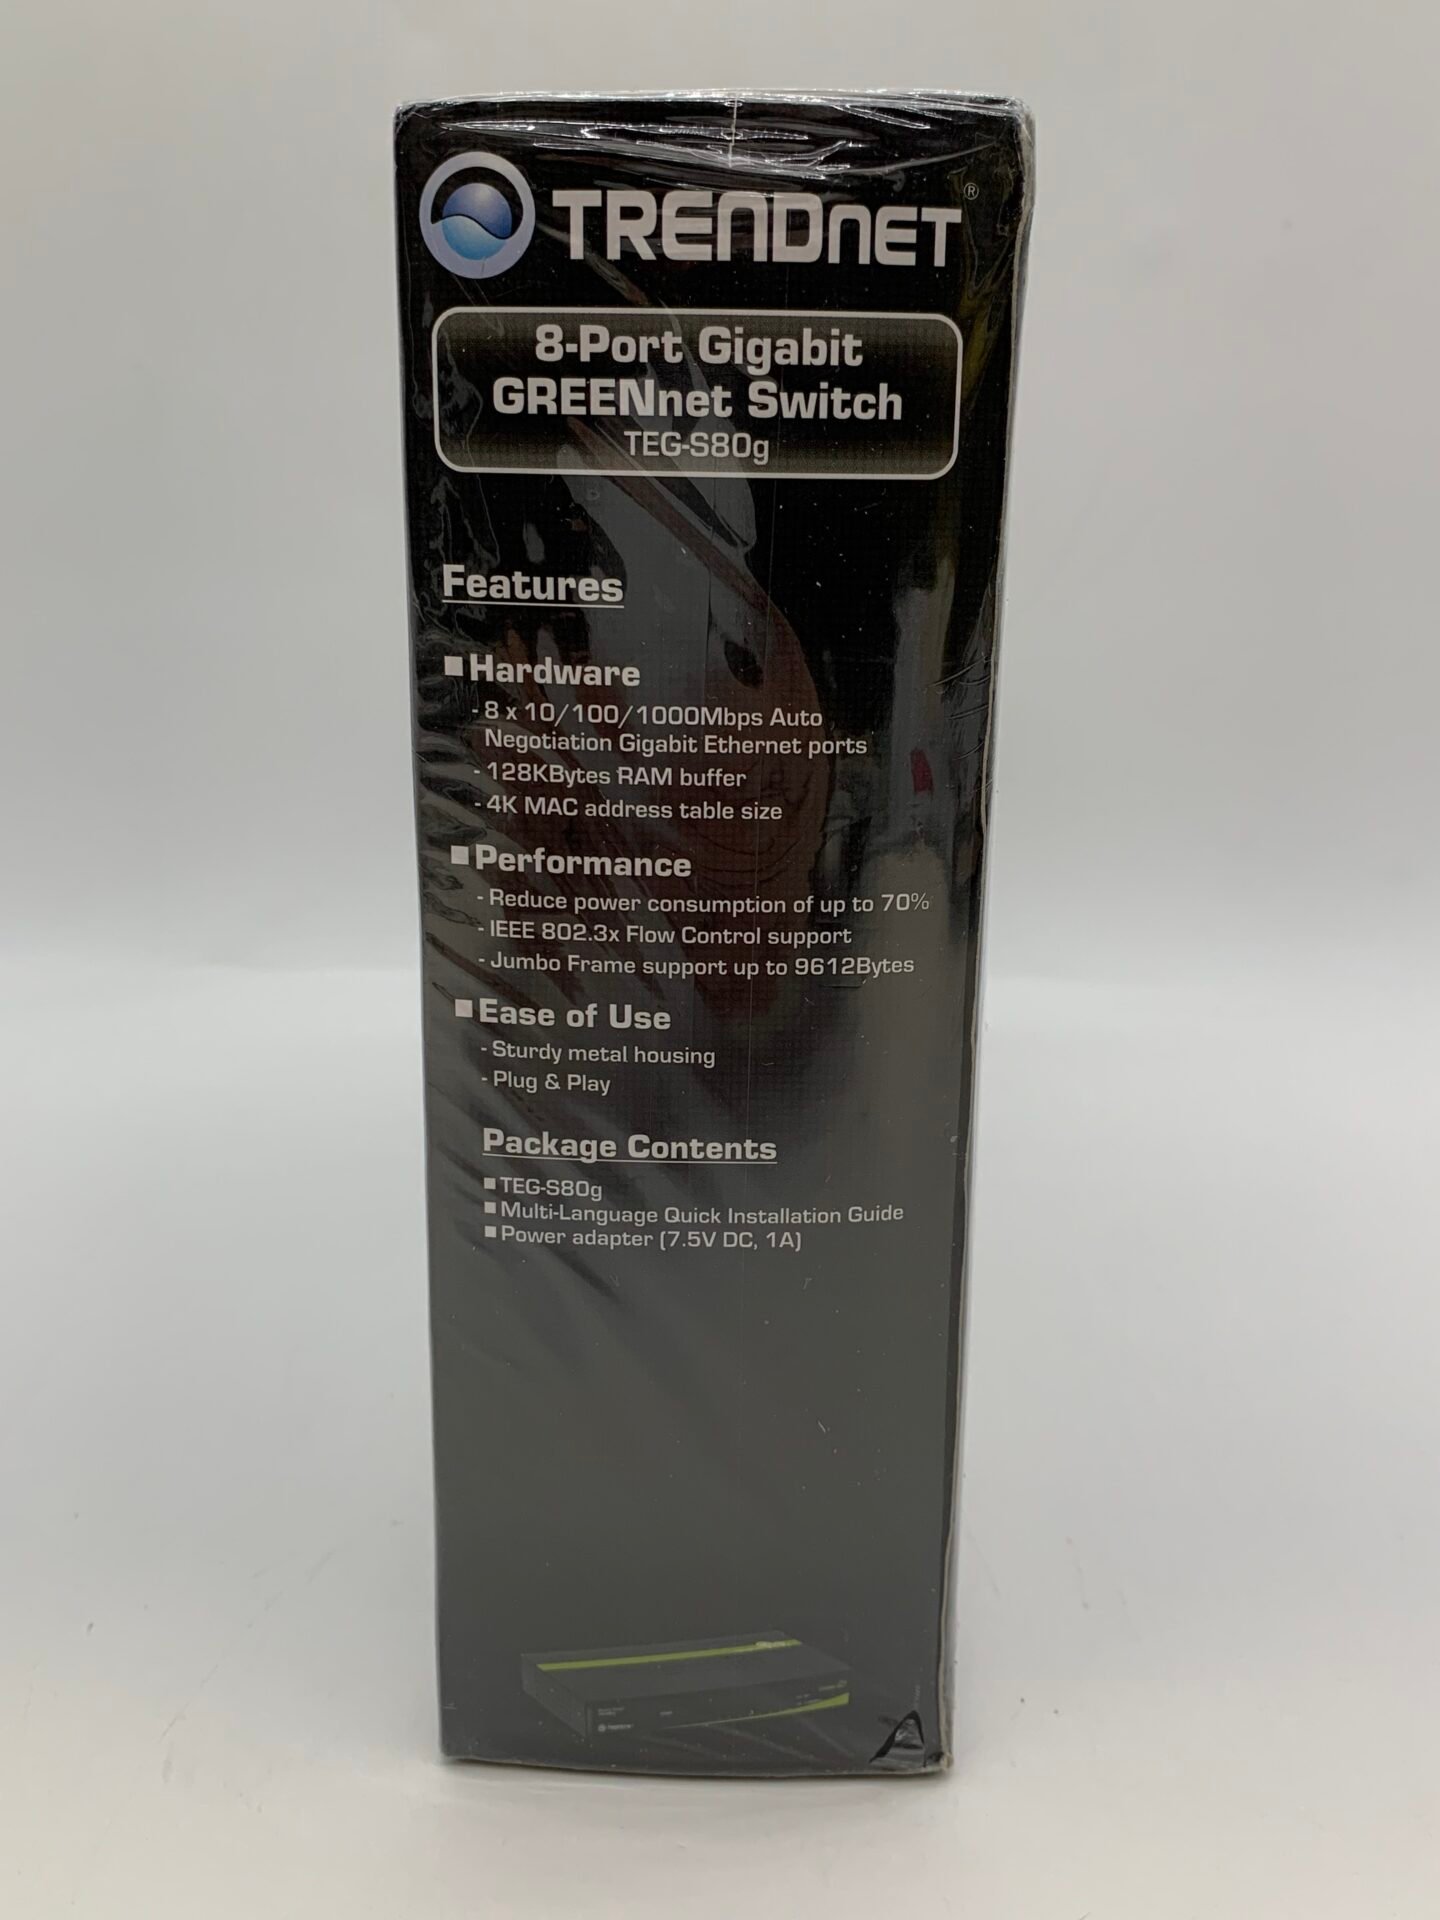 TRENDNET®
8-Port Gigabit
GREENnet Switch
TEG-S80g
Features
■ Hardware
- 8 x 10/100/1000Mbps Auto
Negotiation Gigabit Ethernet ports
- 128KBytes RAM buffer
- 4K MAC address table size
■ Performance
- Reduce power consumption of up to 70%
- IEEE 802.3x Flow Control support
- Jumbo Frame support up to 9612Bytes
■ Ease of Use
- Sturdy metal housing
- Plug & Play
Package Contents
■ TEG-S80g
■ Multi-Language Quick Installation Guide
■ Power adapter (7.5V DC, 1A)
TRENDNET